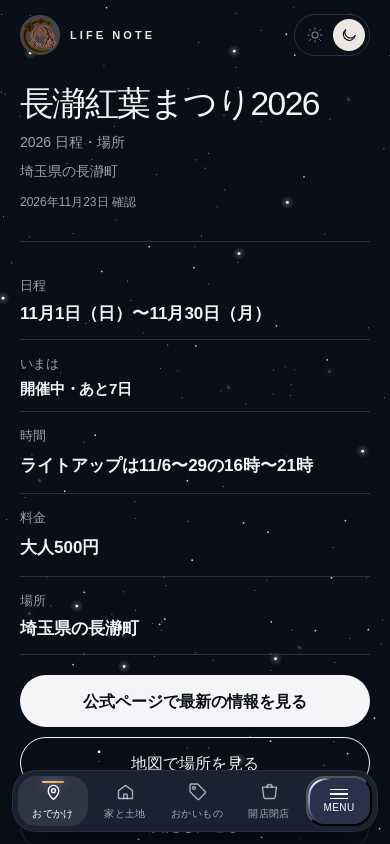 LIFE NOTE
長瀞紅葉まつり2026
2026 日程・場所
埼玉県の長瀞町
2026年11月23日 確認
日程
11月1日（日）〜11月30日（月）
いまは
開催中・あと7日
時間
ライトアップは11/6〜29の16時〜21時
料金
大人500円
場所
埼玉県の長瀞町
公式ページで最新の情報を見る
地図で場所を見る
おでかけ
家と土地
おかいもの
開店閉店
MENU